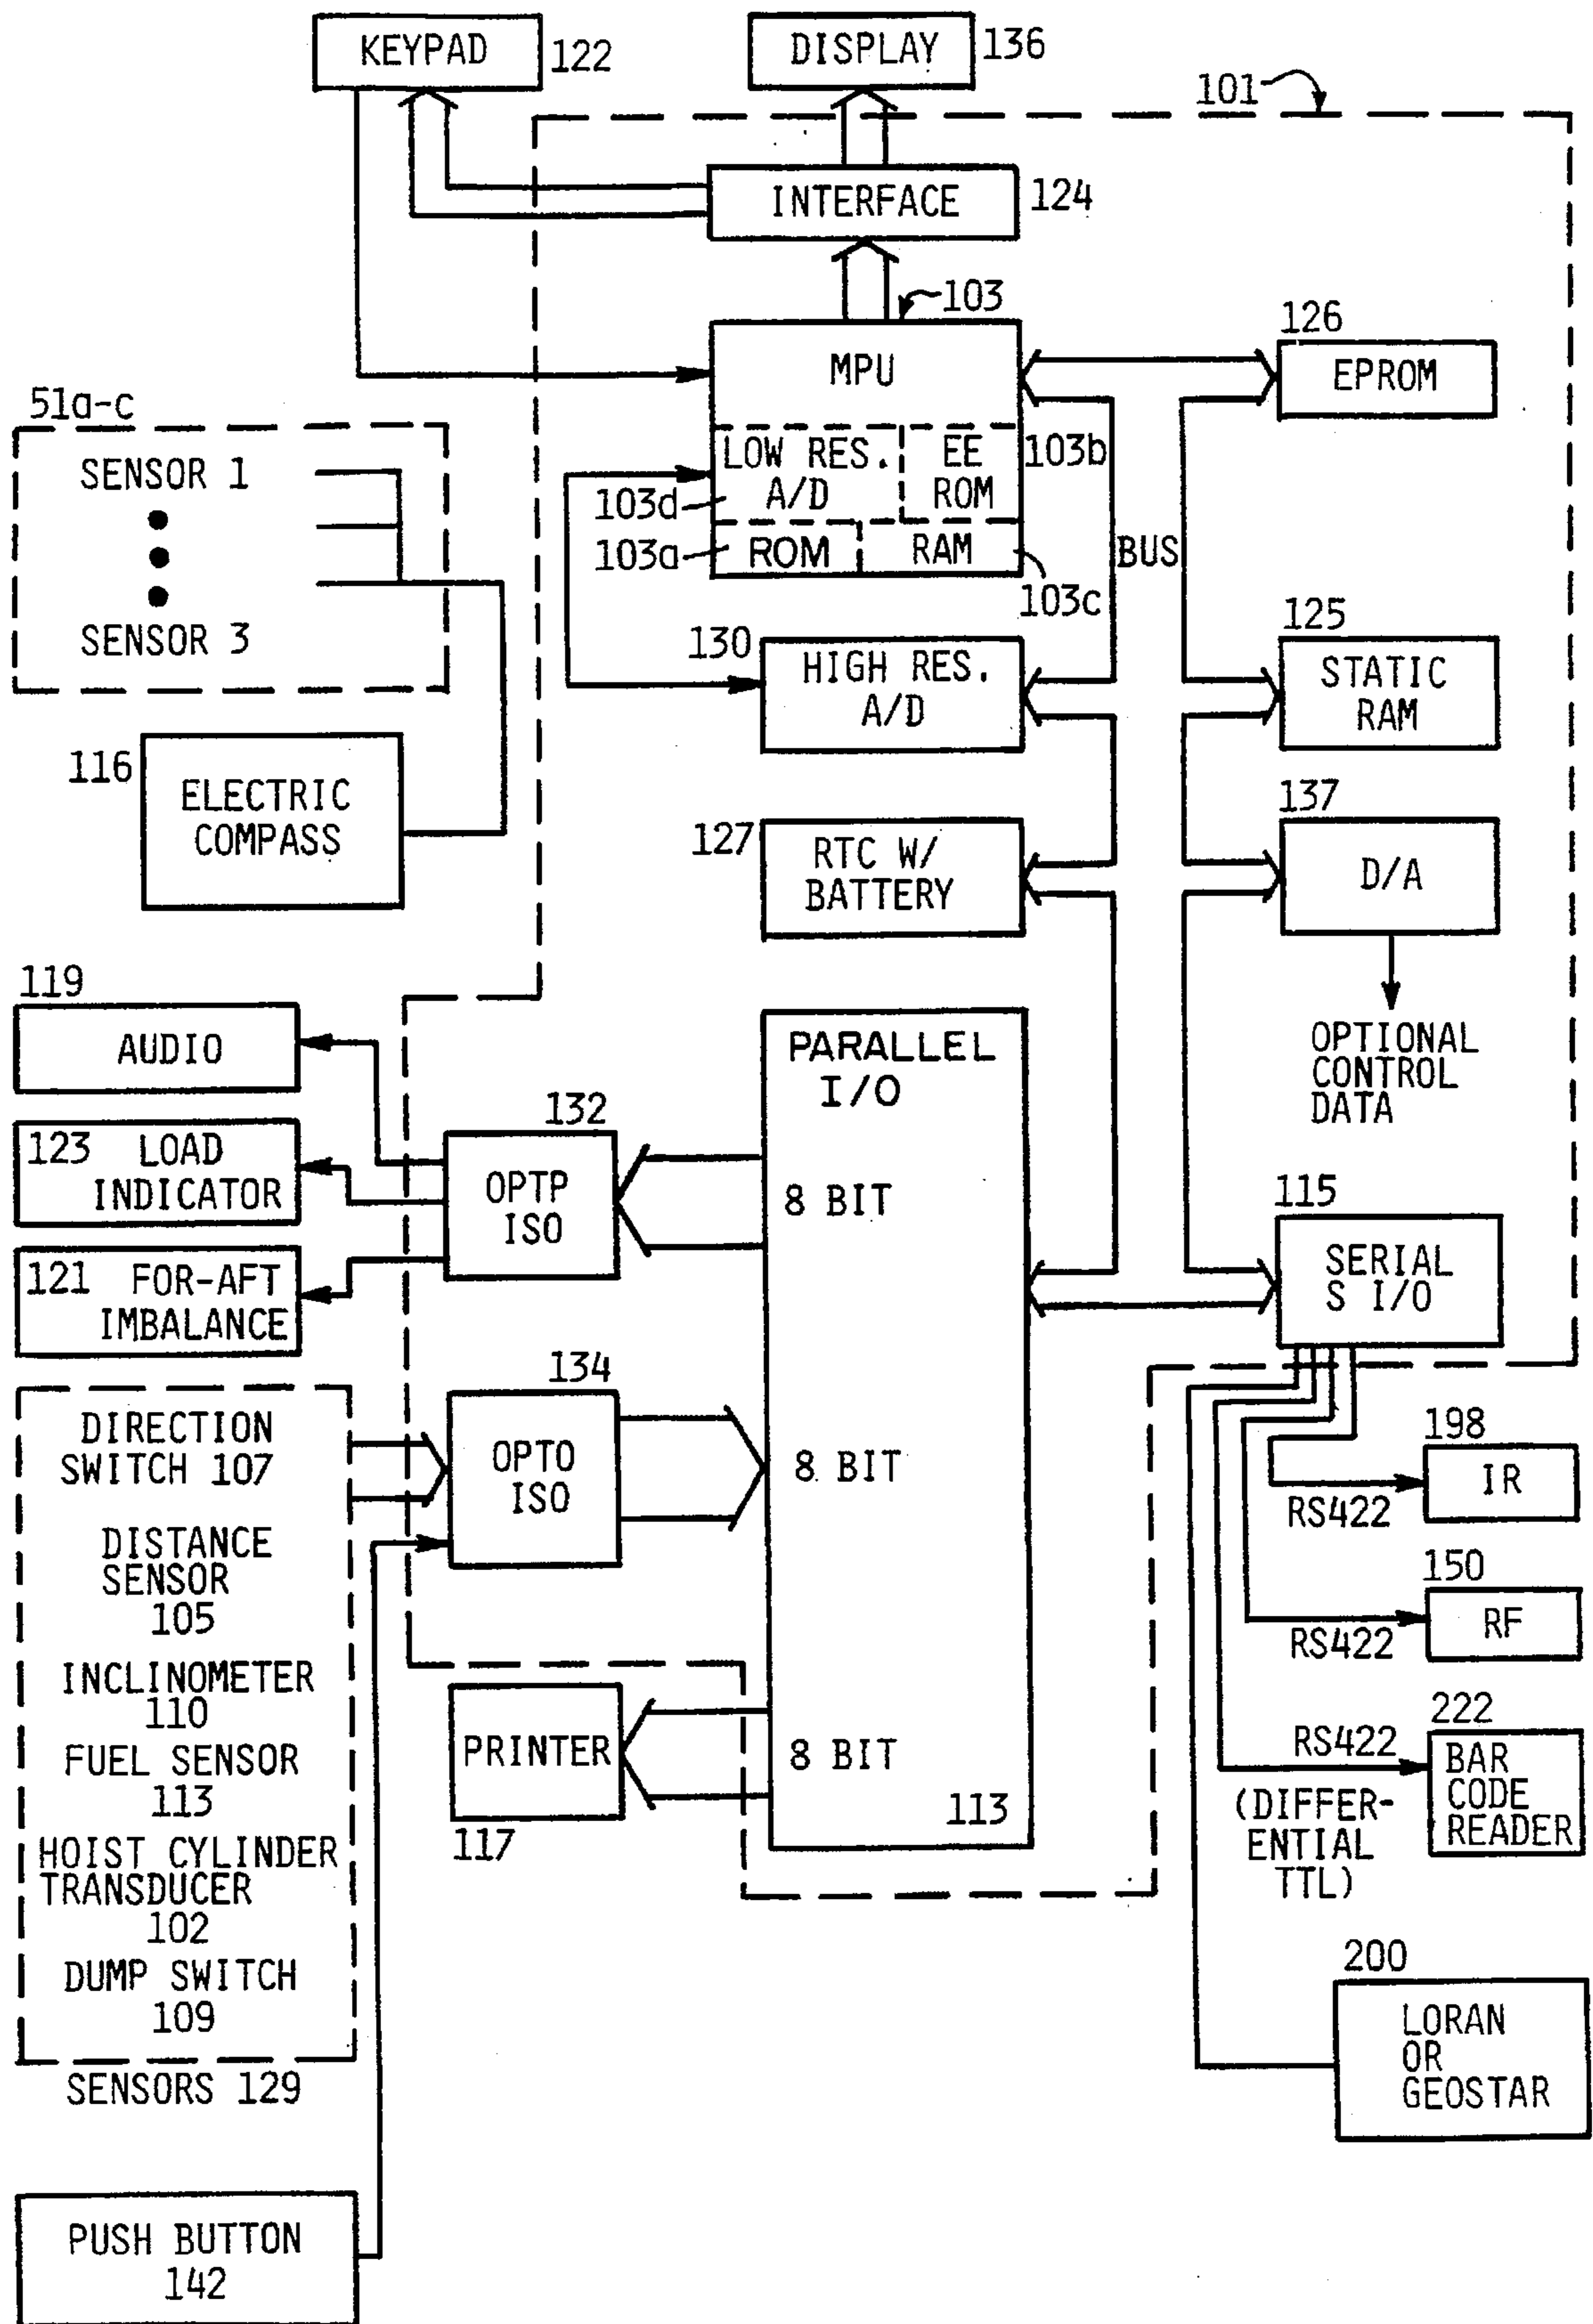 KEYPAD
122
DISPLAY
136
101
INTERFACE
124
103
MPU
LOW RES.
A/D
EE
ROM
103b
103d
103a
ROM
RAM
103c
126
EPROM
BUS
51a-c
SENSOR 1
SENSOR 3
130
HIGH RES.
A/D
125
STATIC
RAM
116
ELECTRIC
COMPASS
127
RTC W/
BATTERY
137
D/A
OPTIONAL
CONTROL
DATA
119
AUDIO
123 LOAD
INDICATOR
121 FOR-AFT
IMBALANCE
132
OPTP
ISO
PARALLEL
I/O
8 BIT
115
SERIAL
S I/O
134
OPTO
ISO
8 BIT
DIRECTION
SWITCH 107
DISTANCE
SENSOR
105
INCLINOMETER
110
FUEL SENSOR
113
HOIST CYLINDER
TRANSDUCER
102
DUMP SWITCH
109
SENSORS 129
PRINTER
117
8 BIT
113
198
IR
RS422
150
RF
RS422
222
BAR
CODE
READER
RS422
(DIFFER-
ENTIAL
TTL)
200
LORAN
OR
GEOSTAR
PUSH BUTTON
142